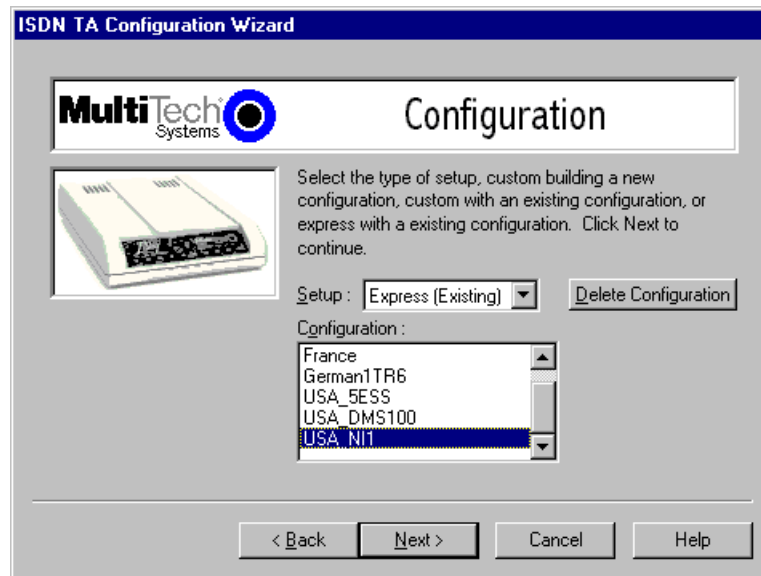 ISDN TA Configuration Wizard
MultiTech
Systems
Configuration
Select the type of setup, custom building a new
configuration, custom with an existing configuration, or
express with a existing configuration. Click Next to
continue.
Setup : Express (Existing) Delete Configuration
Configuration :
France
German1TR6
USA_5ESS
USA_DMS100
USA_NI1
< Back Next > Cancel Help